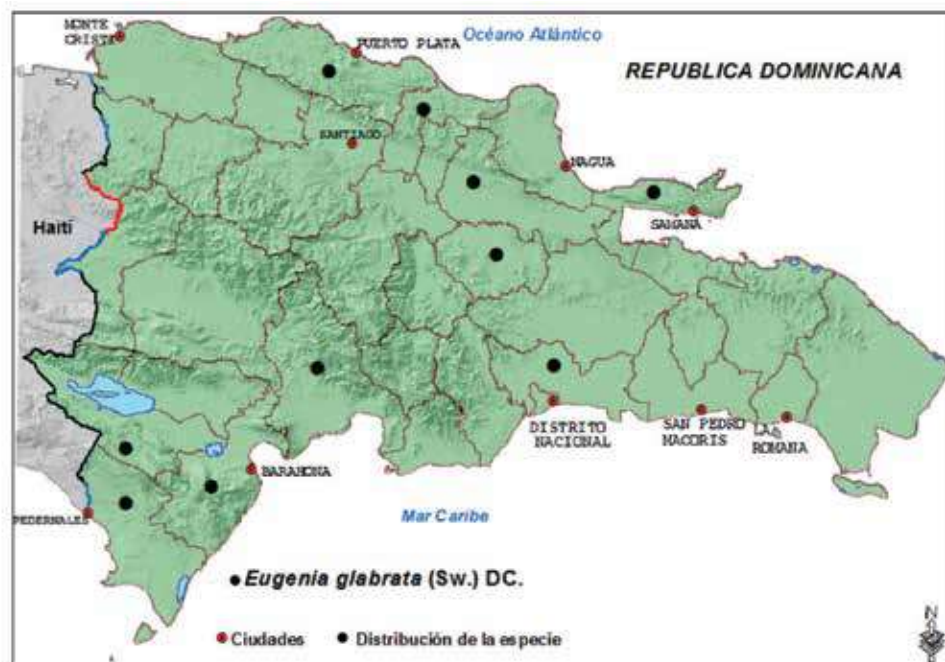 MONTE
CRISTI
PUERTO PLATA
Océano Atlántico
REPUBLICA DOMINICANA
SANTIAGO
NAGUA
SAMANA
Haití
DISTRITO
NACIONAL
SAN PEDRO
MACORIS
LA
ROMANA
BARAHONA
PEDERNALES
Mar Caribe
Eugenia glabrata (Sw.) DC.
Ciudades
Distribución de la especie
N